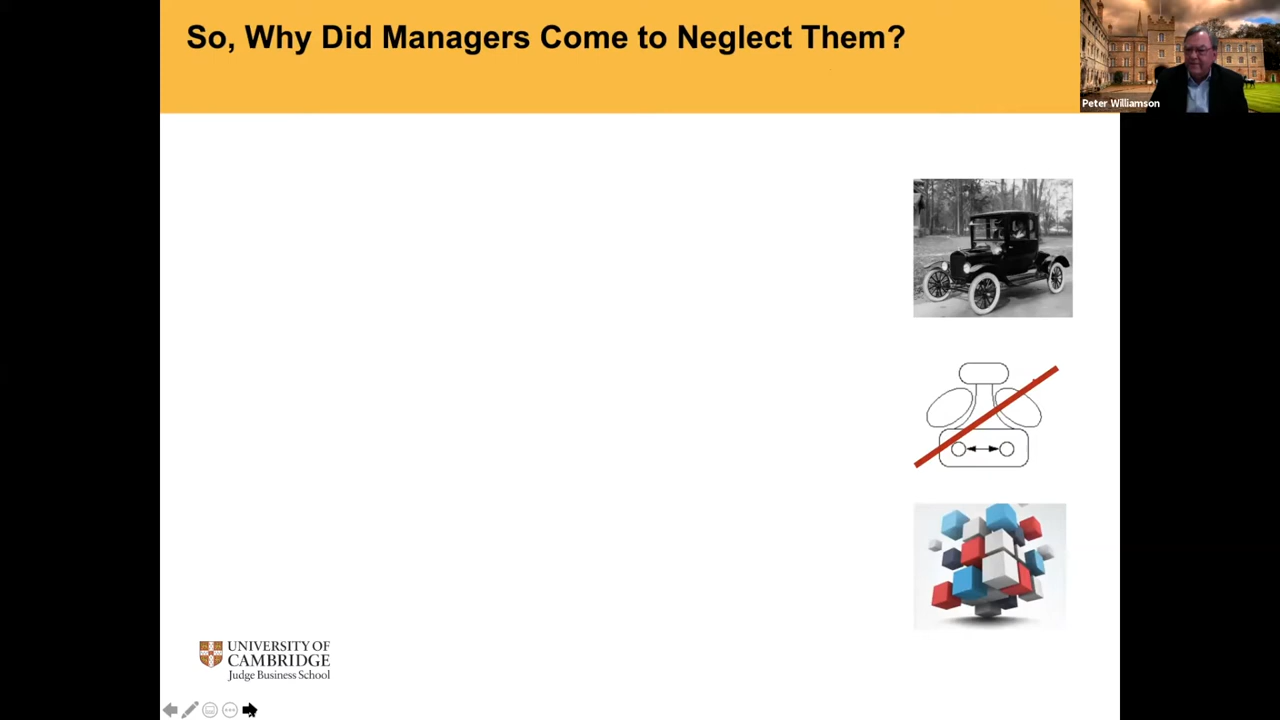 So, Why Did Managers Come to Neglect Them?
Peter Williamson
UNIVERSITY OF
CAMBRIDGE
Judge Business School